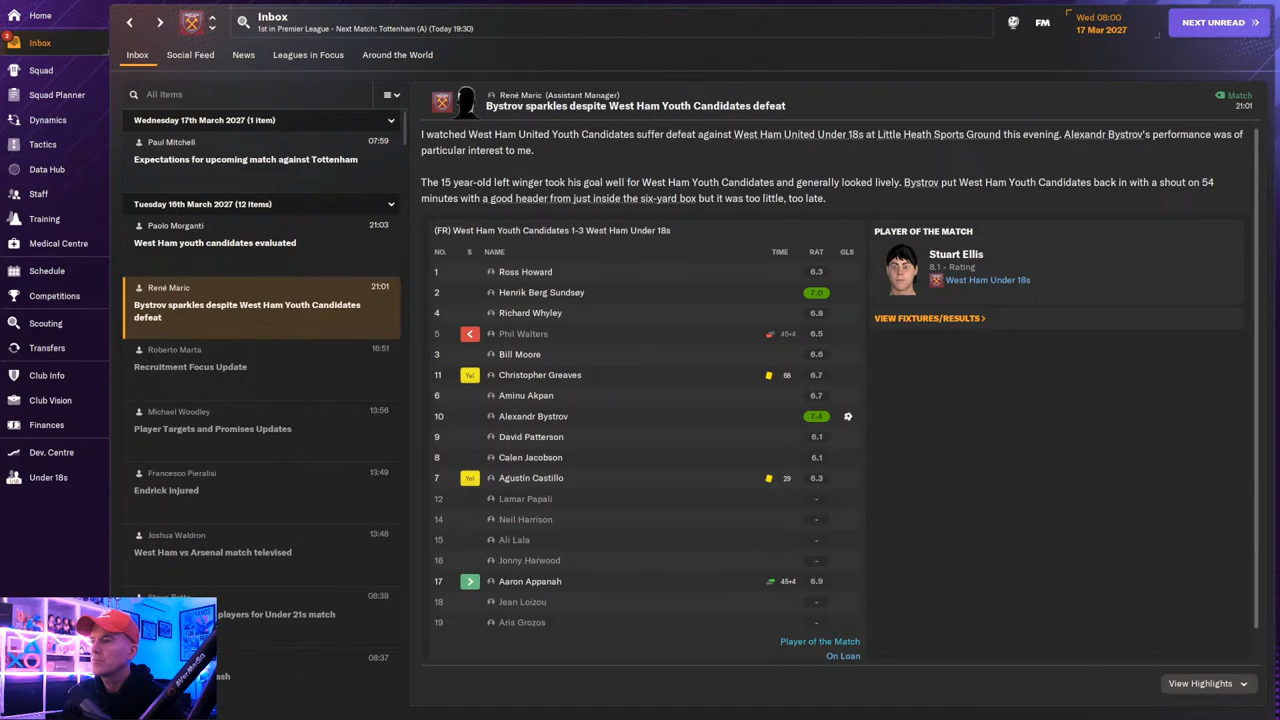 Home
Inbox
2
Squad
Squad Planner
Dynamics
Tactics
Data Hub
Staff
Training
Medical Centre
Schedule
Competitions
Scouting
Transfers
Club Info
Club Vision
Finances
Dev. Centre
Under 18s
Inbox
1st in Premier League - Next Match: Tottenham (A) (Today 19:30)
FM
Wed 08:00
17 Mar 2027
NEXT UNREAD
Inbox
Social Feed
News
Leagues in Focus
Around the World
All Items
Wednesday 17th March 2027 (1 item)
Paul Mitchell 07:59
Expectations for upcoming match against Tottenham
Tuesday 16th March 2027 (12 items)
Paolo Morganti 21:03
West Ham youth candidates evaluated
René Maric 21:01
Bystrov sparkles despite West Ham Youth Candidates
defeat
Roberto Marta 16:51
Recruitment Focus Update
Michael Woodley 13:56
Player Targets and Promises Updates
Francesco Pieralisi 13:49
Endrick injured
Joshua Waldron 13:48
West Ham vs Arsenal match televised
08:38
players for Under 21s match
08:37
René Maric (Assistant Manager)
Bystrov sparkles despite West Ham Youth Candidates defeat
Match
21:01
I watched West Ham United Youth Candidates suffer defeat against West Ham United Under 18s at Little Heath Sports Ground this evening. Alexandr Bystrov's performance was of
particular interest to me.
The 15 year-old left winger took his goal well for West Ham Youth Candidates and generally looked lively. Bystrov put West Ham Youth Candidates back in with a shout on 54
minutes with a good header from just inside the six-yard box but it was too little, too late.
(FR) West Ham Youth Candidates 1-3 West Ham Under 18s
NO. S NAME TIME RAT GLS
1 Ross Howard 6.3
2 Henrik Berg Sundsøy 7.0
4 Richard Whyley 6.8
5 Phil Walters 45+4 6.5
3 Bill Moore 6.6
11 Yel Christopher Greaves 68 6.7
6 Aminu Akpan 6.7
10 Alexandr Bystrov 7.4
9 David Patterson 6.1
8 Calen Jacobson 6.1
7 Yel Agustín Castillo 29 6.3
12 Lamar Papali -
14 Neil Harrison -
15 Ali Lala -
16 Jonny Harwood -
17 Aaron Appanah 45+4 6.9
18 Jean Loizou -
19 Aris Grozos -
Player of the Match
On Loan
PLAYER OF THE MATCH
Stuart Ellis
8.1 - Rating
West Ham Under 18s
VIEW FIXTURES/RESULTS >
View Highlights
AVerMedia